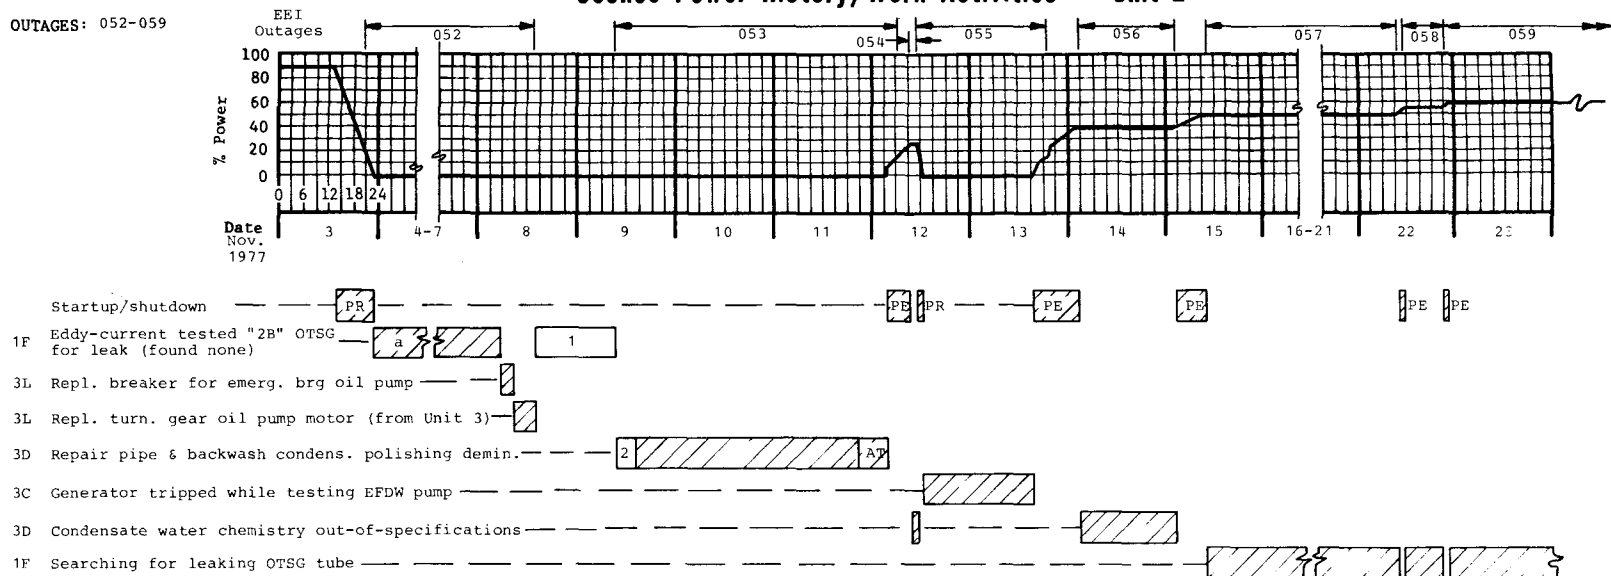 OUTAGES: 052-059
EEI
Outages
052
053
054
055
056
057
058
059
% Power
100
80
60
40
20
0
0 6 12 18 24
Date
Nov.
1977
3
4-7
8
9
10
11
12
13
14
15
16-21
22
23
Startup/shutdown
PR
PE
PR
PE
PE
PE
PE
1F Eddy-current tested "2B" OTSG
for leak (found none)
a
1
3L Repl. breaker for emerg. brg oil pump
3L Repl. turn. gear oil pump motor (from Unit 3)
3D Repair pipe & backwash condens. polishing demin.
2
AT
3C Generator tripped while testing EFDW pump
3D Condensate water chemistry out-of-specifications
1F Searching for leaking OTSG tube